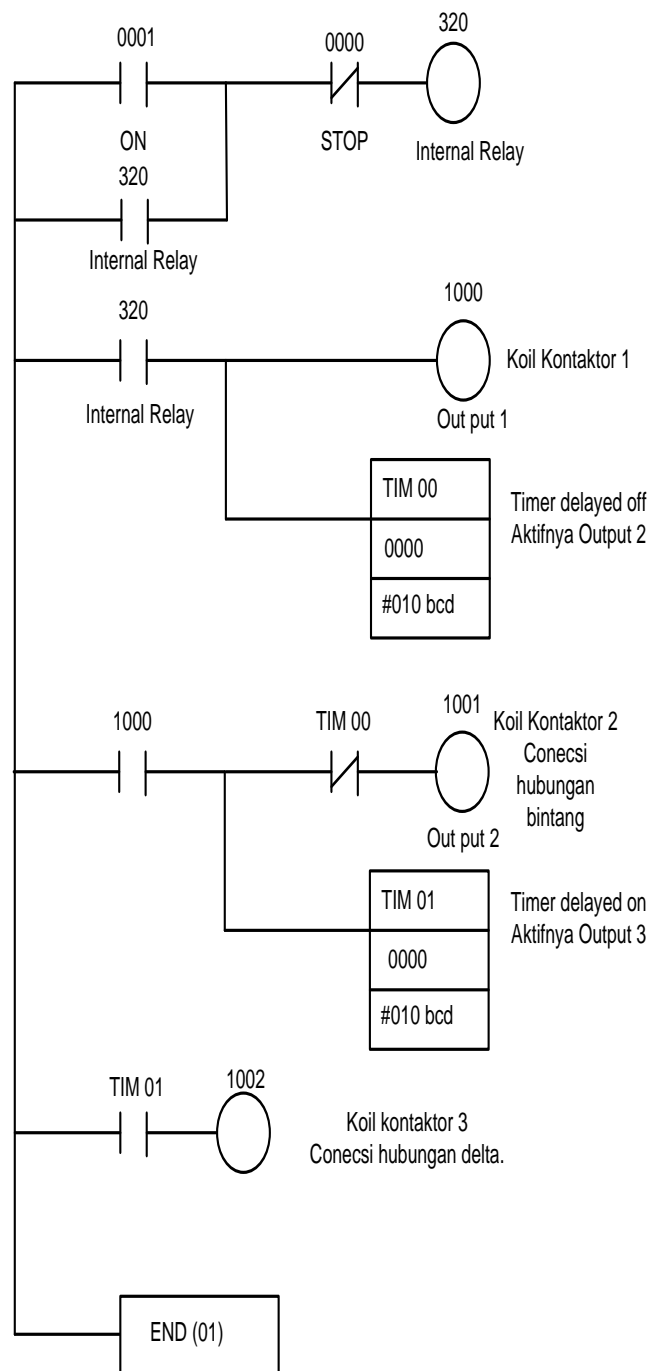 0001
0000
320
ON
STOP
Internal Relay
320
Internal Relay
320
1000
Koil Kontaktor 1
Internal Relay
Out put 1
TIM 00
0000
#010 bcd
Timer delayed off
Aktifnya Output 2
1000
TIM 00
1001
Koil Kontaktor 2
Conecsi
hubungan
bintang
Out put 2
TIM 01
0000
#010 bcd
Timer delayed on
Aktifnya Output 3
TIM 01
1002
Koil kontaktor 3
Conecsi hubungan delta.
END (01)